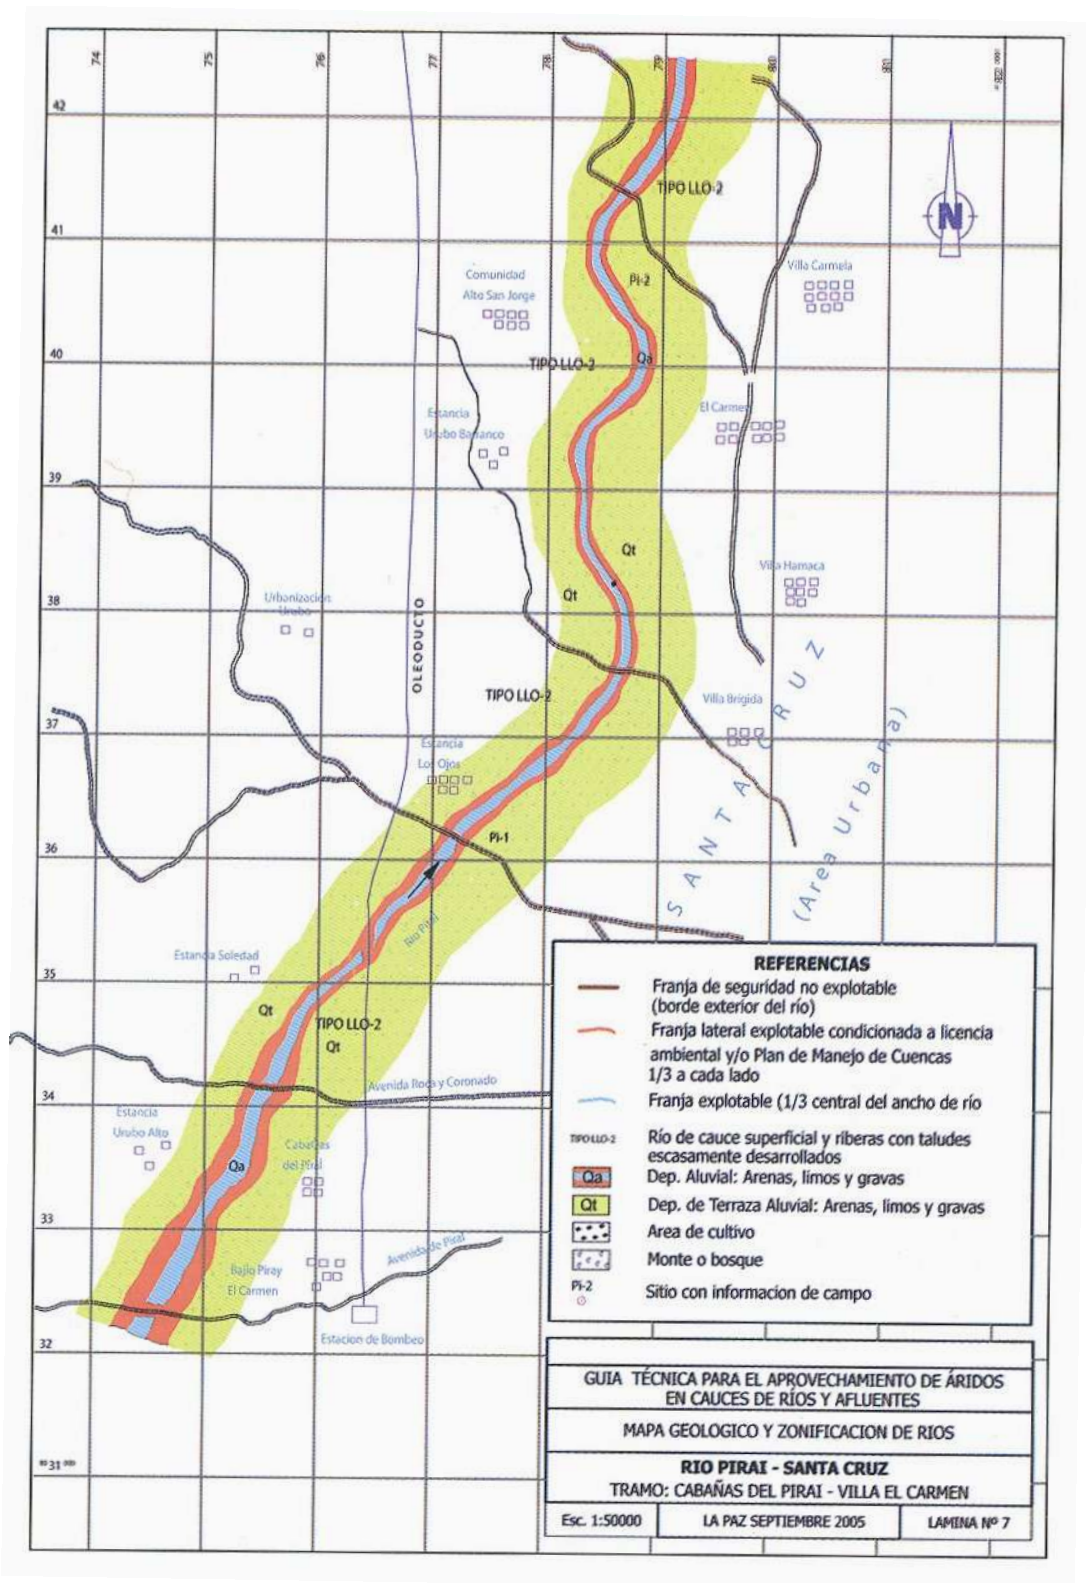 74
75
76
77
78
79
80
81
42
41
40
39
38
37
36
35
34
33
32
31
N
TIPO LLO-2
Villa Carmela
Comunidad
Alto San Jorge
Pi-2
TIPO LLO-2
Qa
Estancia
Urubo Barranco
El Carmen
Qt
Villa Hamaca
Qt
Urbanización
Urubo
OLEODUCTO
TIPO LLO-2
Villa Brigida
Estancia
Los Ojos
Pi-1
SANTA CRUZ
(Area Urbana)
Rio Pirai
Estancia Soledad
Qt
TIPO LLO-2
Qt
Avenida Roca y Coronado
Estancia
Urubo Alto
Cabañas
del Pirai
Qa
Avenida de Pirai
Bajio Piray
El Carmen
Estacion de Bombeo
REFERENCIAS
Franja de seguridad no explotable
(borde exterior del río)
Franja lateral explotable condicionada a licencia
ambiental y/o Plan de Manejo de Cuencas
1/3 a cada lado
Franja explotable (1/3 central del ancho de río
TIPO LLO-2 Río de cauce superficial y riberas con taludes
escasamente desarrollados
Qa Dep. Aluvial: Arenas, limos y gravas
Qt Dep. de Terraza Aluvial: Arenas, limos y gravas
Area de cultivo
Monte o bosque
Pi-2 Sitio con informacion de campo
GUIA TÉCNICA PARA EL APROVECHAMIENTO DE ÁRIDOS
EN CAUCES DE RÍOS Y AFLUENTES
MAPA GEOLOGICO Y ZONIFICACION DE RIOS
RIO PIRAI - SANTA CRUZ
TRAMO: CABAÑAS DEL PIRAI - VILLA EL CARMEN
Esc. 1:50000 LA PAZ SEPTIEMBRE 2005 LAMINA Nº 7